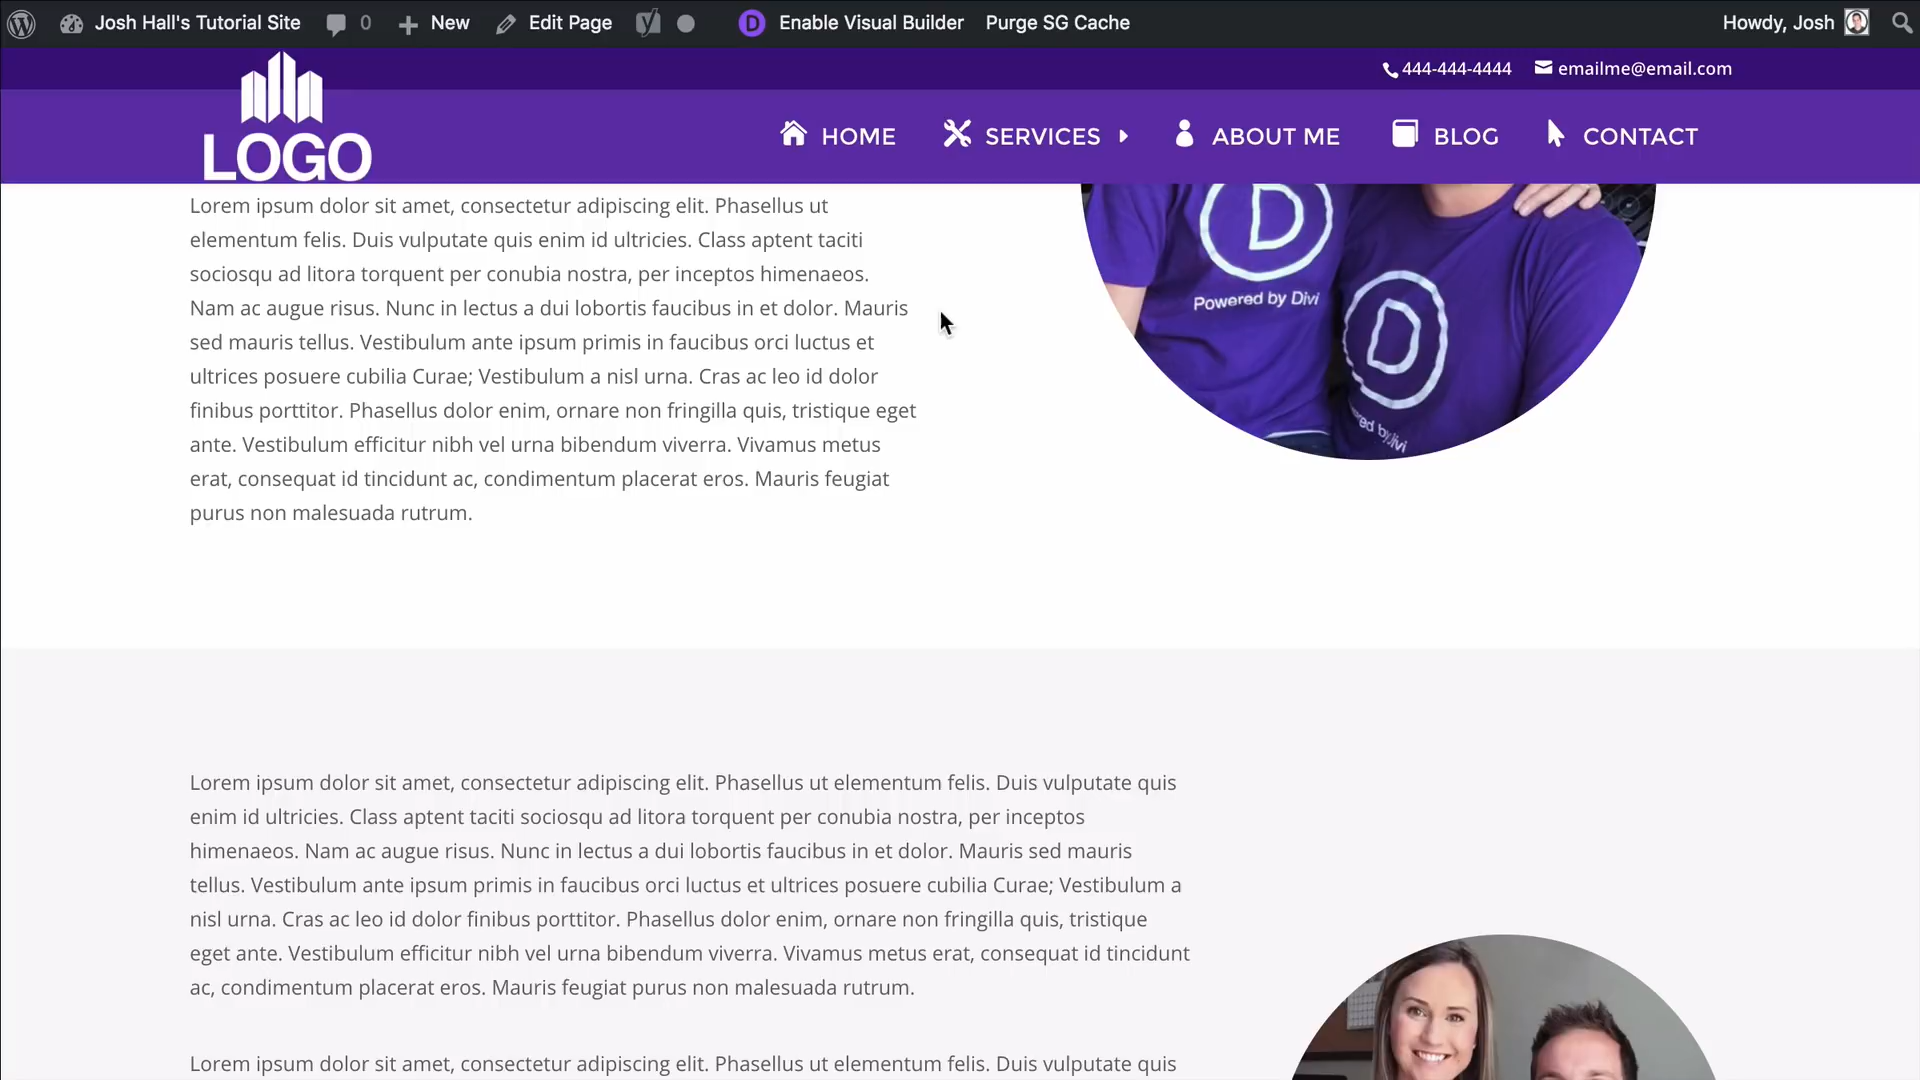 Josh Hall's Tutorial Site 0 New Edit Page D Enable Visual Builder Purge SG Cache Howdy, Josh
444-444-4444 emailme@email.com
LOGO
HOME SERVICES ABOUT ME BLOG CONTACT
Lorem ipsum dolor sit amet, consectetur adipiscing elit. Phasellus ut
elementum felis. Duis vulputate quis enim id ultricies. Class aptent taciti
sociosqu ad litora torquent per conubia nostra, per inceptos himenaeos.
Nam ac augue risus. Nunc in lectus a dui lobortis faucibus in et dolor. Mauris
sed mauris tellus. Vestibulum ante ipsum primis in faucibus orci luctus et
ultrices posuere cubilia Curae; Vestibulum a nisl urna. Cras ac leo id dolor
finibus porttitor. Phasellus dolor enim, ornare non fringilla quis, tristique eget
ante. Vestibulum efficitur nibh vel urna bibendum viverra. Vivamus metus
erat, consequat id tincidunt ac, condimentum placerat eros. Mauris feugiat
purus non malesuada rutrum.
D
Powered by Divi
D
ed by Divi
Lorem ipsum dolor sit amet, consectetur adipiscing elit. Phasellus ut elementum felis. Duis vulputate quis
enim id ultricies. Class aptent taciti sociosqu ad litora torquent per conubia nostra, per inceptos
himenaeos. Nam ac augue risus. Nunc in lectus a dui lobortis faucibus in et dolor. Mauris sed mauris
tellus. Vestibulum ante ipsum primis in faucibus orci luctus et ultrices posuere cubilia Curae; Vestibulum a
nisl urna. Cras ac leo id dolor finibus porttitor. Phasellus dolor enim, ornare non fringilla quis, tristique
eget ante. Vestibulum efficitur nibh vel urna bibendum viverra. Vivamus metus erat, consequat id tincidunt
ac, condimentum placerat eros. Mauris feugiat purus non malesuada rutrum.
Lorem ipsum dolor sit amet, consectetur adipiscing elit. Phasellus ut elementum felis. Duis vulputate quis